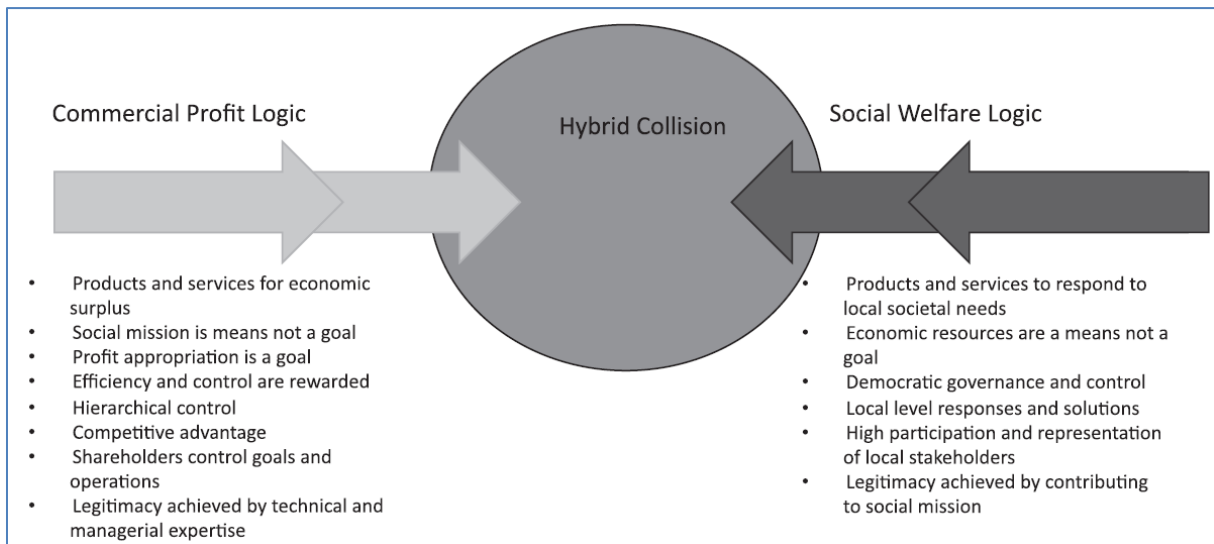 Commercial Profit Logic
Hybrid Collision
Social Welfare Logic
• Products and services for economic
surplus
• Social mission is means not a goal
• Profit appropriation is a goal
• Efficiency and control are rewarded
• Hierarchical control
• Competitive advantage
• Shareholders control goals and
operations
• Legitimacy achieved by technical and
managerial expertise
• Products and services to respond to
local societal needs
• Economic resources are a means not a
goal
• Democratic governance and control
• Local level responses and solutions
• High participation and representation
of local stakeholders
• Legitimacy achieved by contributing
to social mission